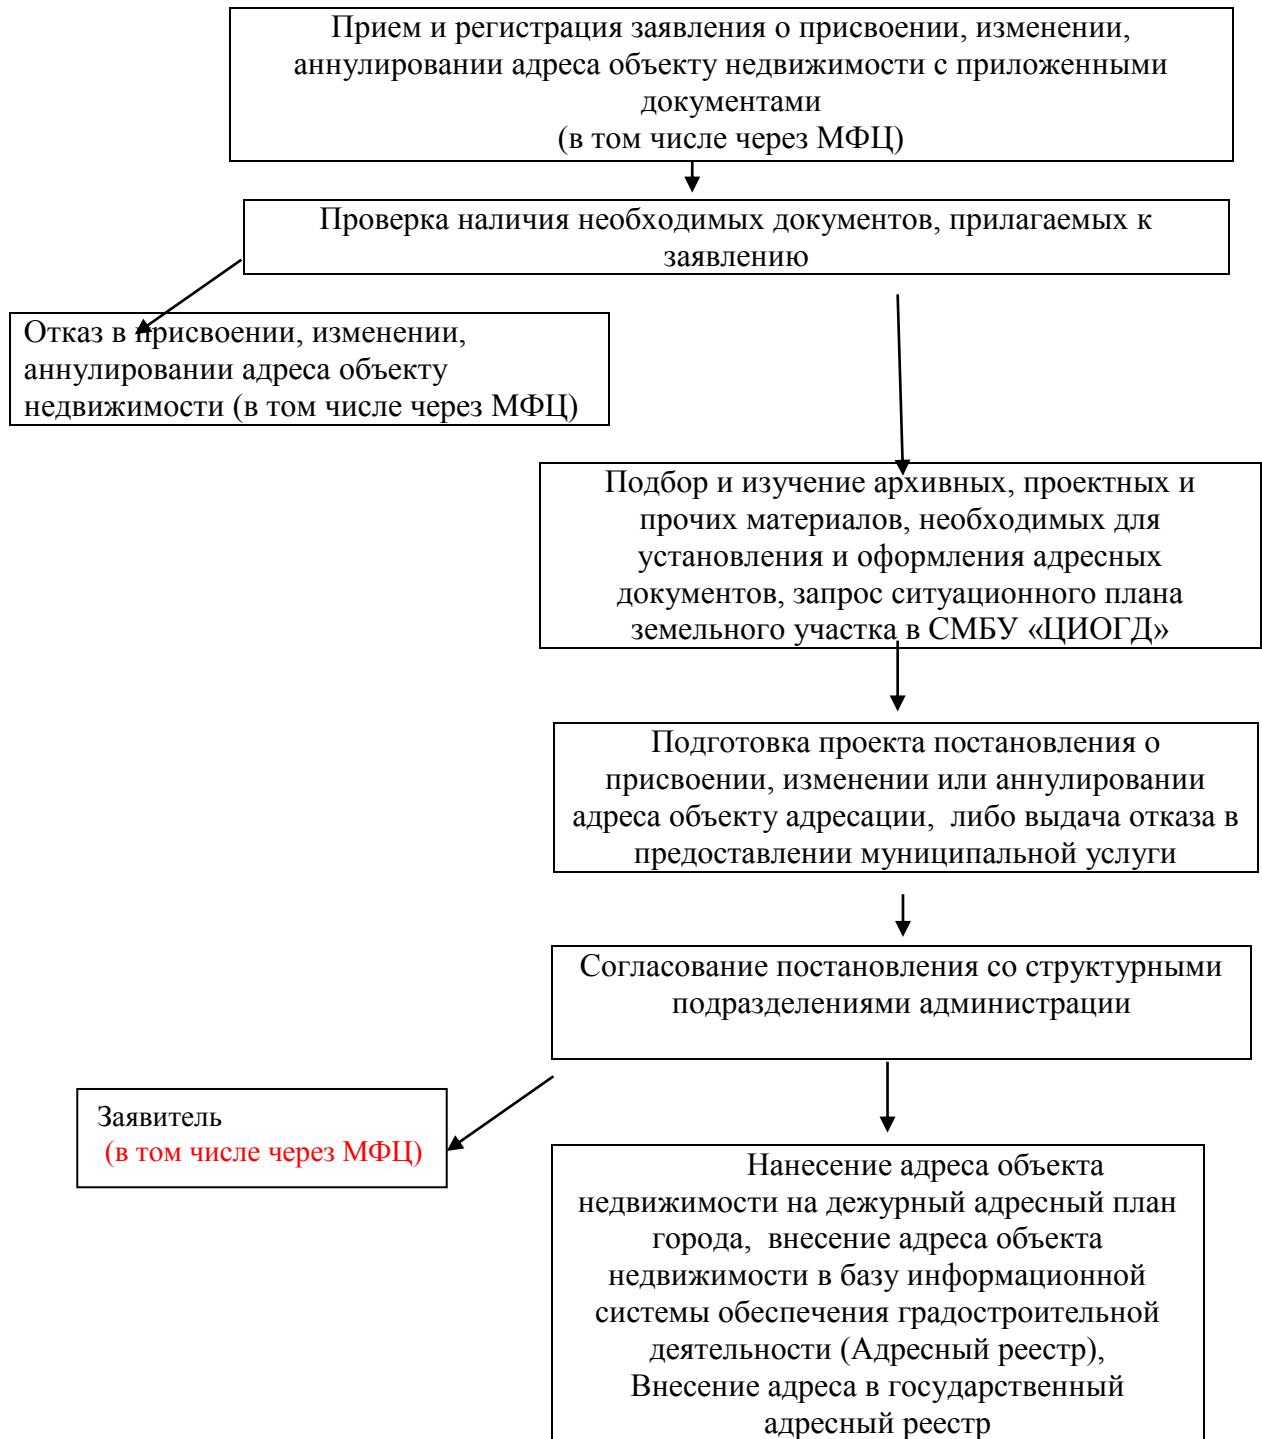 Прием и регистрация заявления о присвоении, изменении,
аннулировании адреса объекту недвижимости с приложенными
документами
(в том числе через МФЦ)
Проверка наличия необходимых документов, прилагаемых к
заявлению
Отказ в присвоении, изменении,
аннулировании адреса объекту
недвижимости (в том числе через МФЦ)
Подбор и изучение архивных, проектных и
прочих материалов, необходимых для
установления и оформления адресных
документов, запрос ситуационного плана
земельного участка в СМБУ «ЦИОГД»
Подготовка проекта постановления о
присвоении, изменении или аннулировании
адреса объекту адресации, либо выдача отказа в
предоставлении муниципальной услуги
Согласование постановления со структурными
подразделениями администрации
Заявитель
(в том числе через МФЦ)
Нанесение адреса объекта
недвижимости на дежурный адресный план
города, внесение адреса объекта
недвижимости в базу информационной
системы обеспечения градостроительной
деятельности (Адресный реестр),
Внесение адреса в государственный
адресный реестр